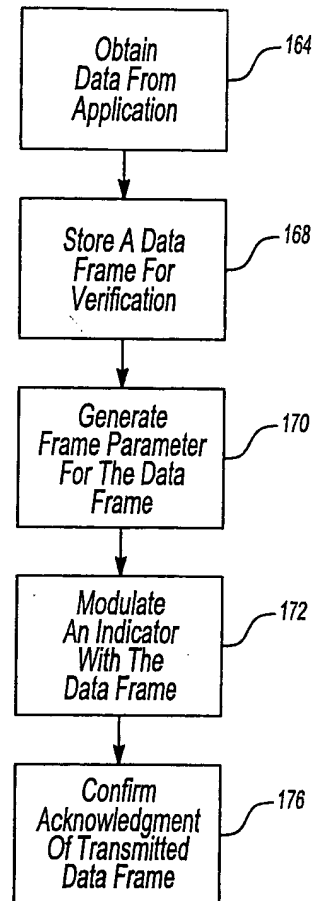 Obtain
Data From
Application
164
Store A Data
Frame For
Verification
168
Generate
Frame Parameter
For The Data
Frame
170
Modulate
An Indicator
With The
Data Frame
172
Confirm
Acknowledgment
Of Transmitted
Data Frame
176